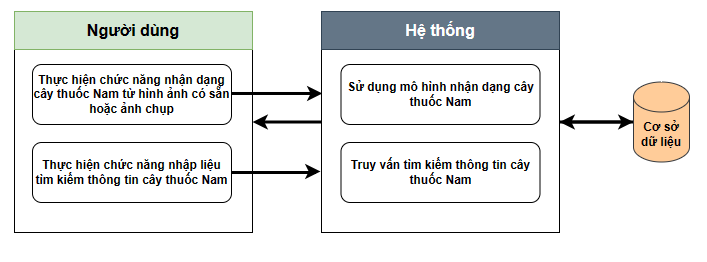 Người dùng
Hệ thống
Thực hiện chức năng nhận dạng
cây thuốc Nam từ hình ảnh có sẵn
hoặc ảnh chụp
Sử dụng mô hình nhận dạng cây
thuốc Nam
Cơ sở
dữ liệu
Thực hiện chức năng nhập liệu
tìm kiếm thông tin cây thuốc Nam
Truy vấn tìm kiếm thông tin cây
thuốc Nam